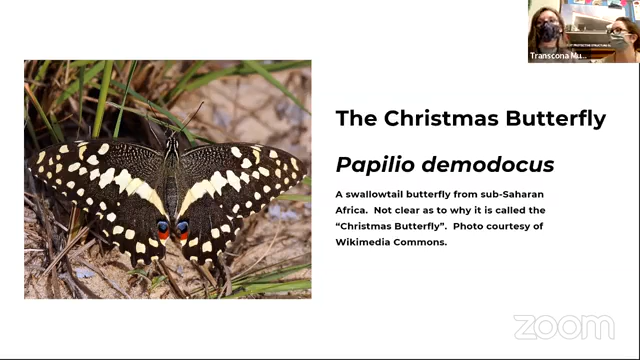 Transcona Mu...
The Christmas Butterfly
Papilio demodocus
A swallowtail butterfly from sub-Saharan
Africa.  Not clear as to why it is called the
“Christmas Butterfly”.  Photo courtesy of
Wikimedia Commons.
zoom